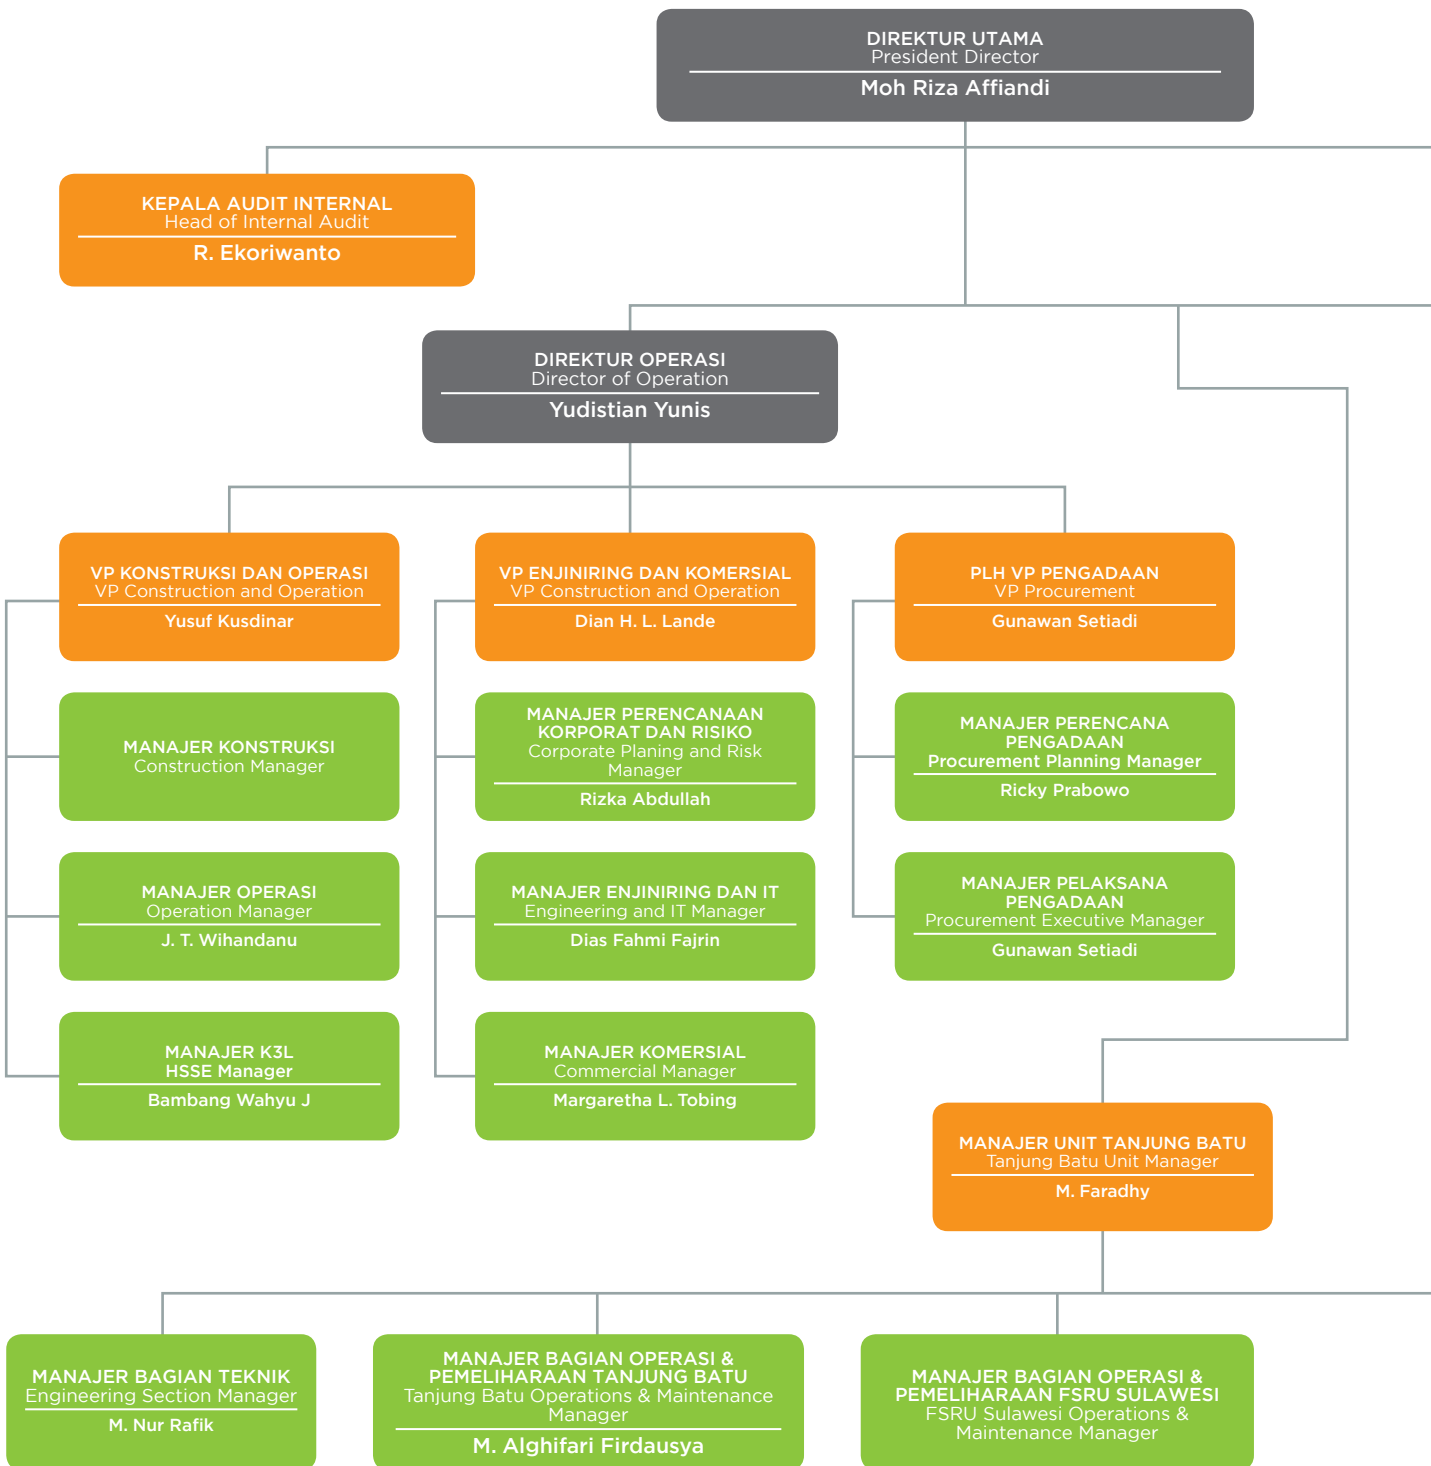 DIREKTUR UTAMA
President Director
Moh Riza Affiandi
KEPALA AUDIT INTERNAL
Head of Internal Audit
R. Ekoriwanto
DIREKTUR OPERASI
Director of Operation
Yudistian Yunis
VP KONSTRUKSI DAN OPERASI
VP Construction and Operation
Yusuf Kusdinar
VP ENJINIRING DAN KOMERSIAL
VP Construction and Operation
Dian H. L. Lande
PLH VP PENGADAAN
VP Procurement
Gunawan Setiadi
MANAJER KONSTRUKSI
Construction Manager
MANAJER PERENCANAAN
KORPORAT DAN RISIKO
Corporate Planing and Risk
Manager
Rizka Abdullah
MANAJER PERENCANA
PENGADAAN
Procurement Planning Manager
Ricky Prabowo
MANAJER OPERASI
Operation Manager
J. T. Wihandanu
MANAJER ENJINIRING DAN IT
Engineering and IT Manager
Dias Fahmi Fajrin
MANAJER PELAKSANA
PENGADAAN
Procurement Executive Manager
Gunawan Setiadi
MANAJER K3L
HSSE Manager
Bambang Wahyu J
MANAJER KOMERSIAL
Commercial Manager
Margaretha L. Tobing
MANAJER UNIT TANJUNG BATU
Tanjung Batu Unit Manager
M. Faradhy
MANAJER BAGIAN TEKNIK
Engineering Section Manager
M. Nur Rafik
MANAJER BAGIAN OPERASI &
PEMELIHARAAN TANJUNG BATU
Tanjung Batu Operations & Maintenance
Manager
M. Alghifari Firdausya
MANAJER BAGIAN OPERASI &
PEMELIHARAAN FSRU SULAWESI
FSRU Sulawesi Operations &
Maintenance Manager